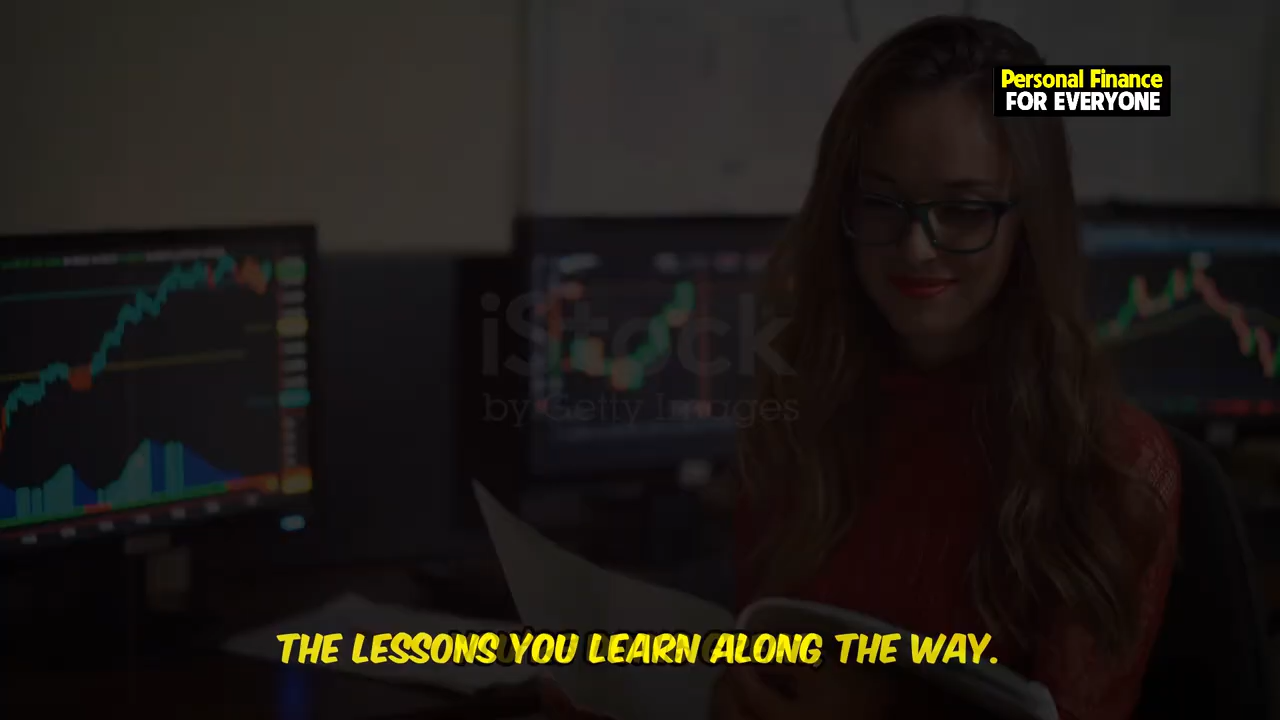 Personal Finance
FOR EVERYONE
iStock
by Getty Images
THE LESSONS YOU LEARN ALONG THE WAY.